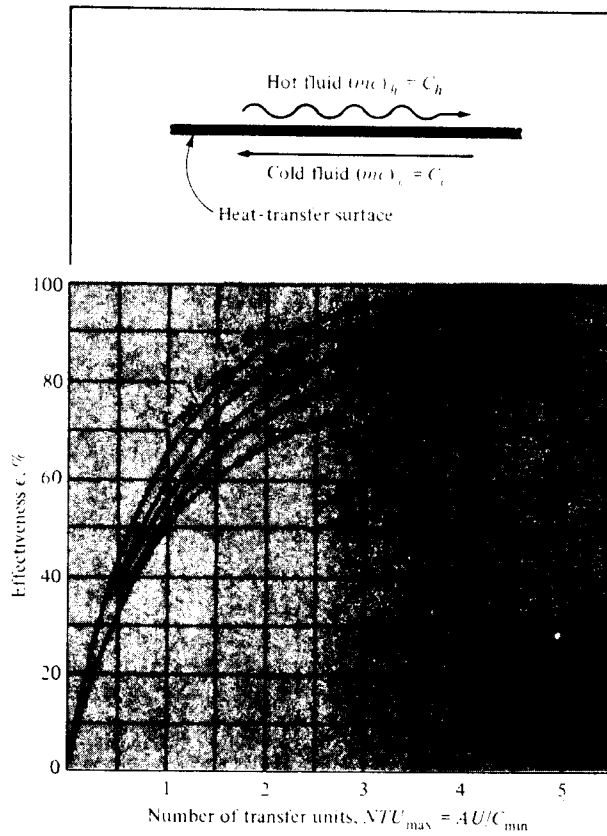 Hot fluid (mc)h = Ch
Cold fluid (mc)c = Cc
Heat-transfer surface
100
80
60
40
20
0
Effectiveness ϵ, %
1
2
3
4
5
Number of transfer units, NTUmax = AU/Cmin